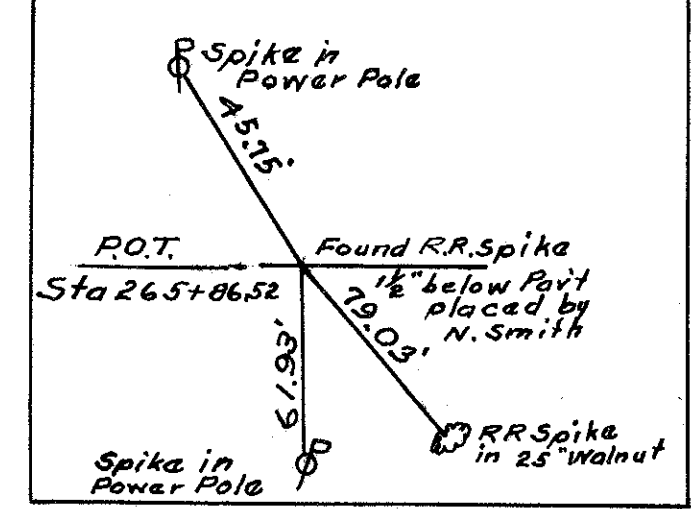 P Spike in
Power Pole
45.75'
P.O.T.
Found R.R. Spike
Sta 265+86.52
1½" below Pav't
placed by
N. Smith
79.03'
61.93'
P
RR Spike
in 25" Walnut
Spike in
Power Pole